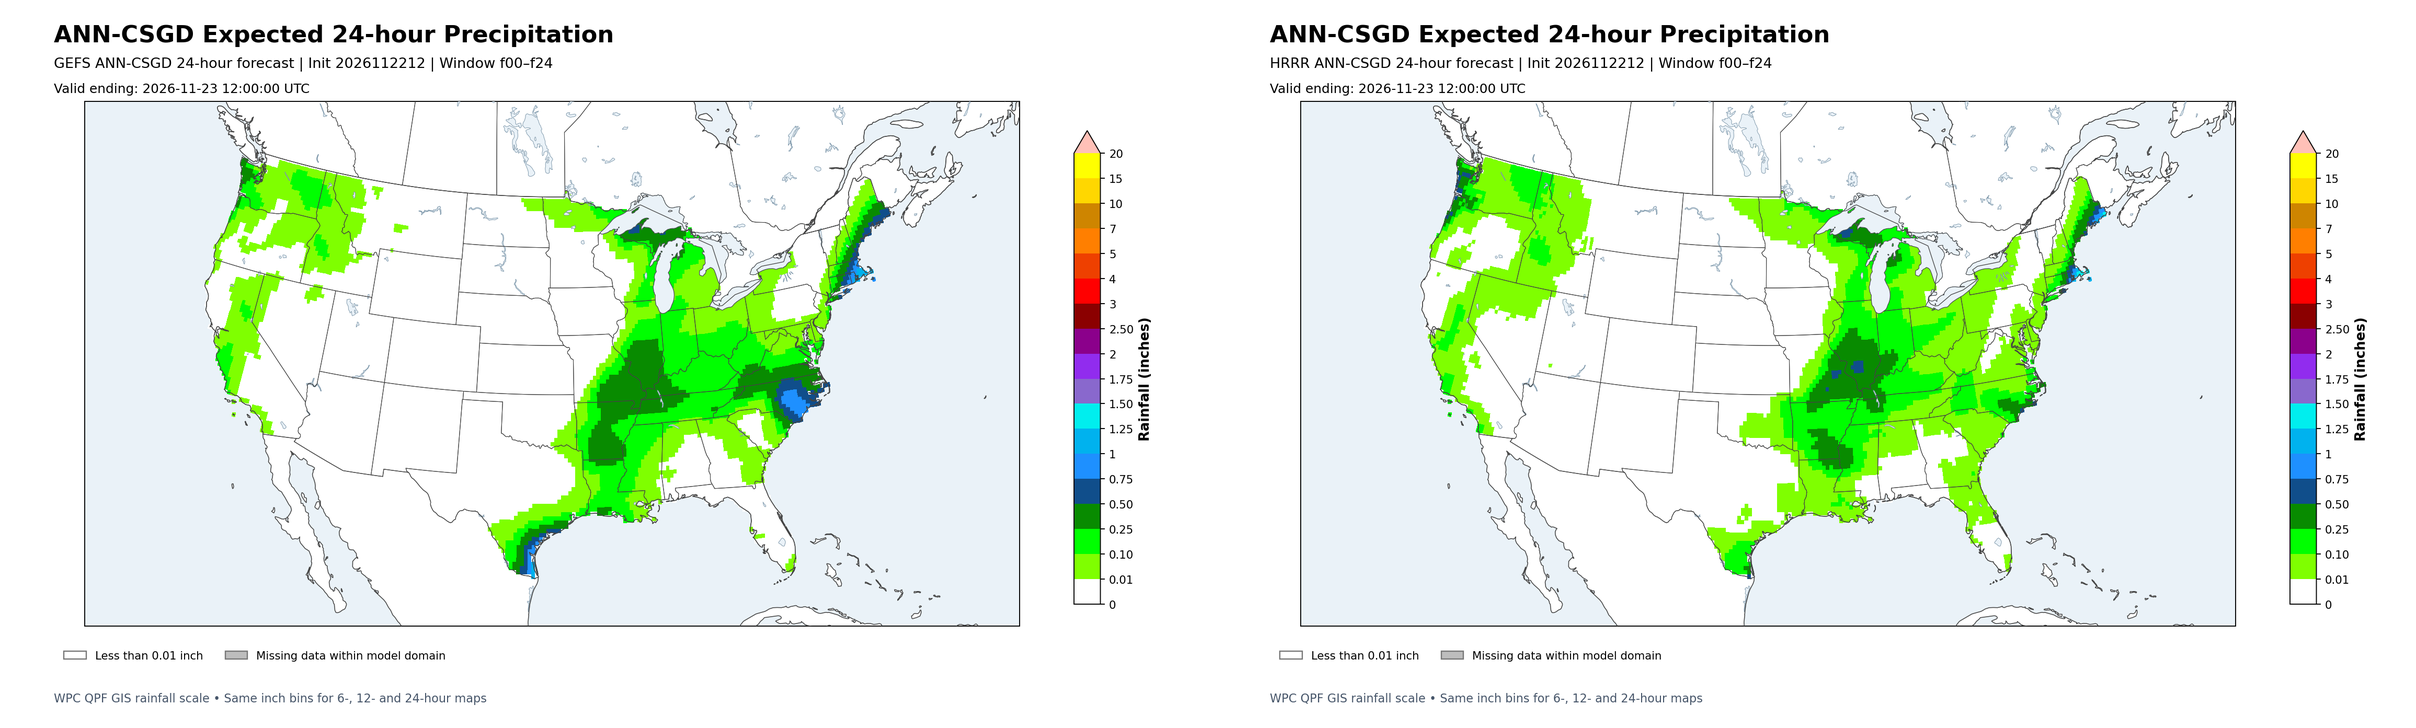 ANN-CSGD Expected 24-hour Precipitation
GEFS ANN-CSGD 24-hour forecast | Init 2026112212 | Window f00–f24
Valid ending: 2026-11-23 12:00:00 UTC
20
15
10
7
5
4
3
2.50
2
1.75
1.50
1.25
1
0.75
0.50
0.25
0.10
0.01
0
Rainfall (inches)
Less than 0.01 inch
Missing data within model domain
WPC QPF GIS rainfall scale • Same inch bins for 6-, 12- and 24-hour maps
ANN-CSGD Expected 24-hour Precipitation
HRRR ANN-CSGD 24-hour forecast | Init 2026112212 | Window f00–f24
Valid ending: 2026-11-23 12:00:00 UTC
20
15
10
7
5
4
3
2.50
2
1.75
1.50
1.25
1
0.75
0.50
0.25
0.10
0.01
0
Rainfall (inches)
Less than 0.01 inch
Missing data within model domain
WPC QPF GIS rainfall scale • Same inch bins for 6-, 12- and 24-hour maps